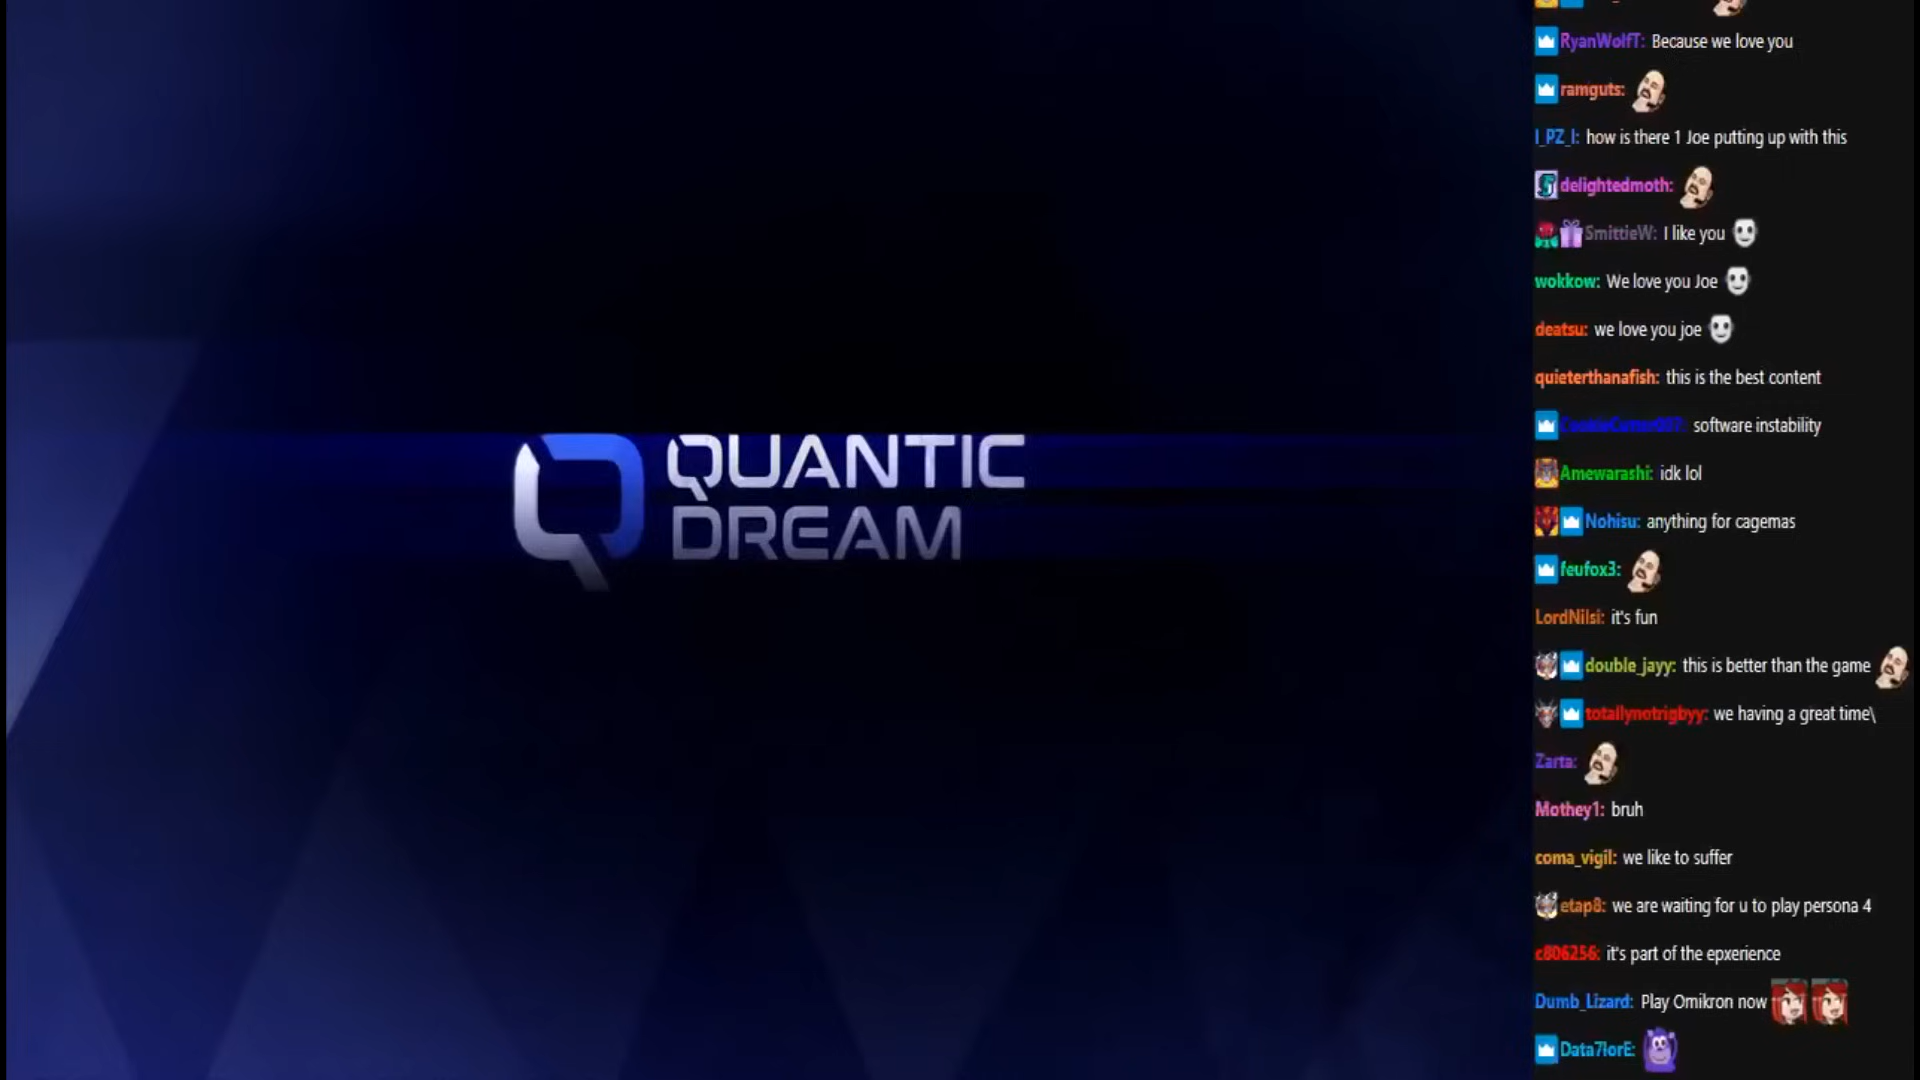 QUANTIC
DREAM
RyanWolfT: Because we love you
ramguts:
I_PZ_I: how is there 1 Joe putting up with this
delightedmoth:
SmittieW: I like you
wokkow: We love you Joe
deatsu: we love you joe
quieterthanafish: this is the best content
CookieCutter007: software instability
Amewarashi: idk lol
Nohisu: anything for cagemas
feufox3:
LordNilsi: it's fun
double_jayy: this is better than the game
totallynotrigbyy: we having a great time\
Zarta:
Mothey1: bruh
coma_vigil: we like to suffer
etap8: we are waiting for u to play persona 4
c806256: it's part of the epxerience
Dumb_Lizard: Play Omikron now
Data7lorE: